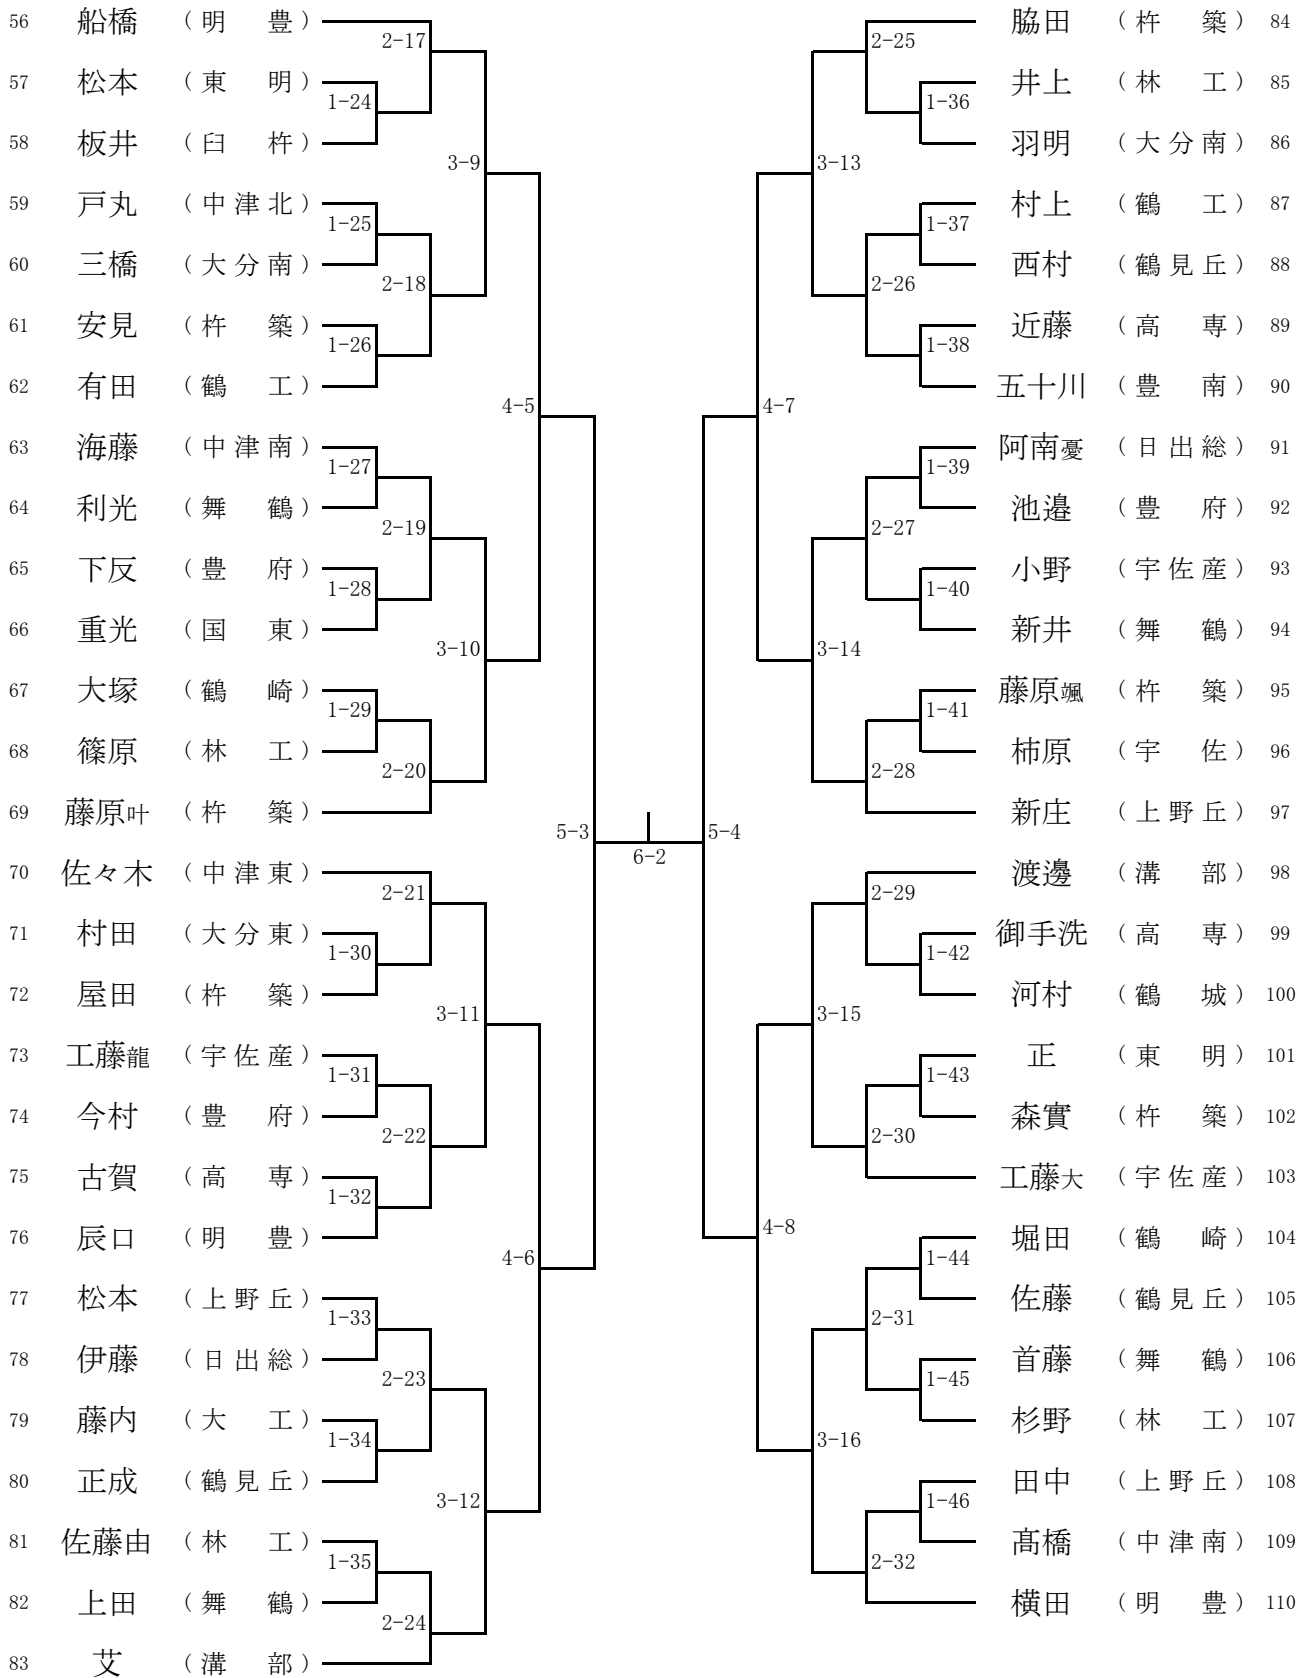 56 船橋 （明　豊）
2-17
57 松本 （東　明）
1-24
58 板井 （臼　杵）
3-9
59 戸丸 （中津北）
1-25
60 三橋 （大分南）
2-18
61 安見 （杵　築）
1-26
62 有田 （鶴　工）
4-5
63 海藤 （中津南）
1-27
64 利光 （舞　鶴）
2-19
65 下反 （豊　府）
1-28
66 重光 （国　東）
3-10
67 大塚 （鶴　崎）
1-29
68 篠原 （林　工）
2-20
69 藤原叶 （杵　築）
5-3
70 佐々木 （中津東）
2-21
71 村田 （大分東）
1-30
72 屋田 （杵　築）
3-11
73 工藤龍 （宇佐産）
1-31
74 今村 （豊　府）
2-22
75 古賀 （高　専）
1-32
76 辰口 （明　豊）
4-6
77 松本 （上野丘）
1-33
78 伊藤 （日出総）
2-23
79 藤内 （大　工）
1-34
80 正成 （鶴見丘）
3-12
81 佐藤由 （林　工）
1-35
82 上田 （舞　鶴）
2-24
83 艾 （溝　部）
6-2
脇田 （杵　築） 84
2-25
井上 （林　工） 85
1-36
羽明 （大分南） 86
3-13
村上 （鶴　工） 87
1-37
西村 （鶴見丘） 88
2-26
近藤 （高　専） 89
1-38
五十川 （豊　南） 90
4-7
阿南憂 （日出総） 91
1-39
池邉 （豊　府） 92
2-27
小野 （宇佐産） 93
1-40
新井 （舞　鶴） 94
3-14
藤原颯 （杵　築） 95
1-41
柿原 （宇　佐） 96
2-28
新庄 （上野丘） 97
5-4
渡邊 （溝　部） 98
2-29
御手洗 （高　専） 99
1-42
河村 （鶴　城） 100
3-15
正 （東　明） 101
1-43
森實 （杵　築） 102
2-30
工藤大 （宇佐産） 103
4-8
堀田 （鶴　崎） 104
1-44
佐藤 （鶴見丘） 105
2-31
首藤 （舞　鶴） 106
1-45
杉野 （林　工） 107
3-16
田中 （上野丘） 108
1-46
髙橋 （中津南） 109
2-32
横田 （明　豊） 110